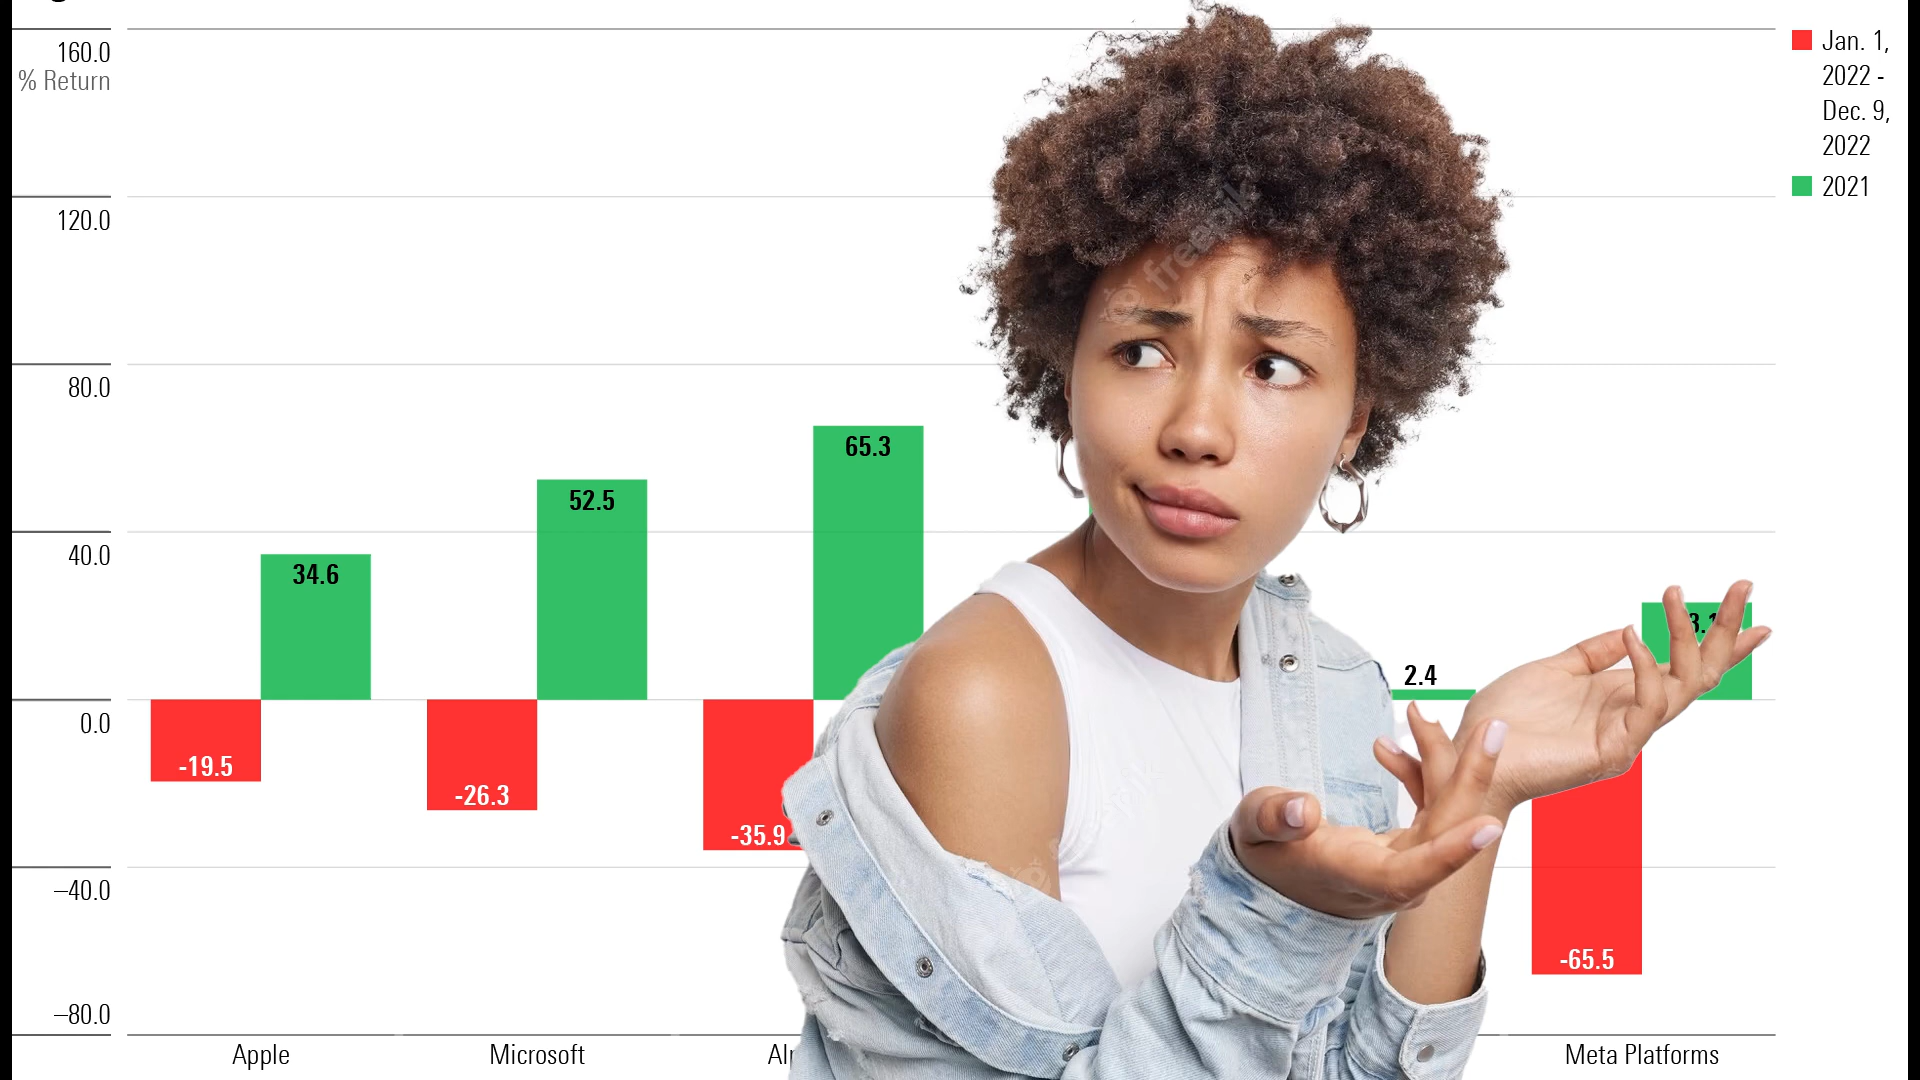 160.0
% Return
120.0
80.0
40.0
0.0
–40.0
–80.0
Jan. 1,
2022 -
Dec. 9,
2022
2021
34.6
52.5
65.3
2.4
-19.5
-26.3
-35.9
-65.5
Apple
Microsoft
Meta Platforms
freepik